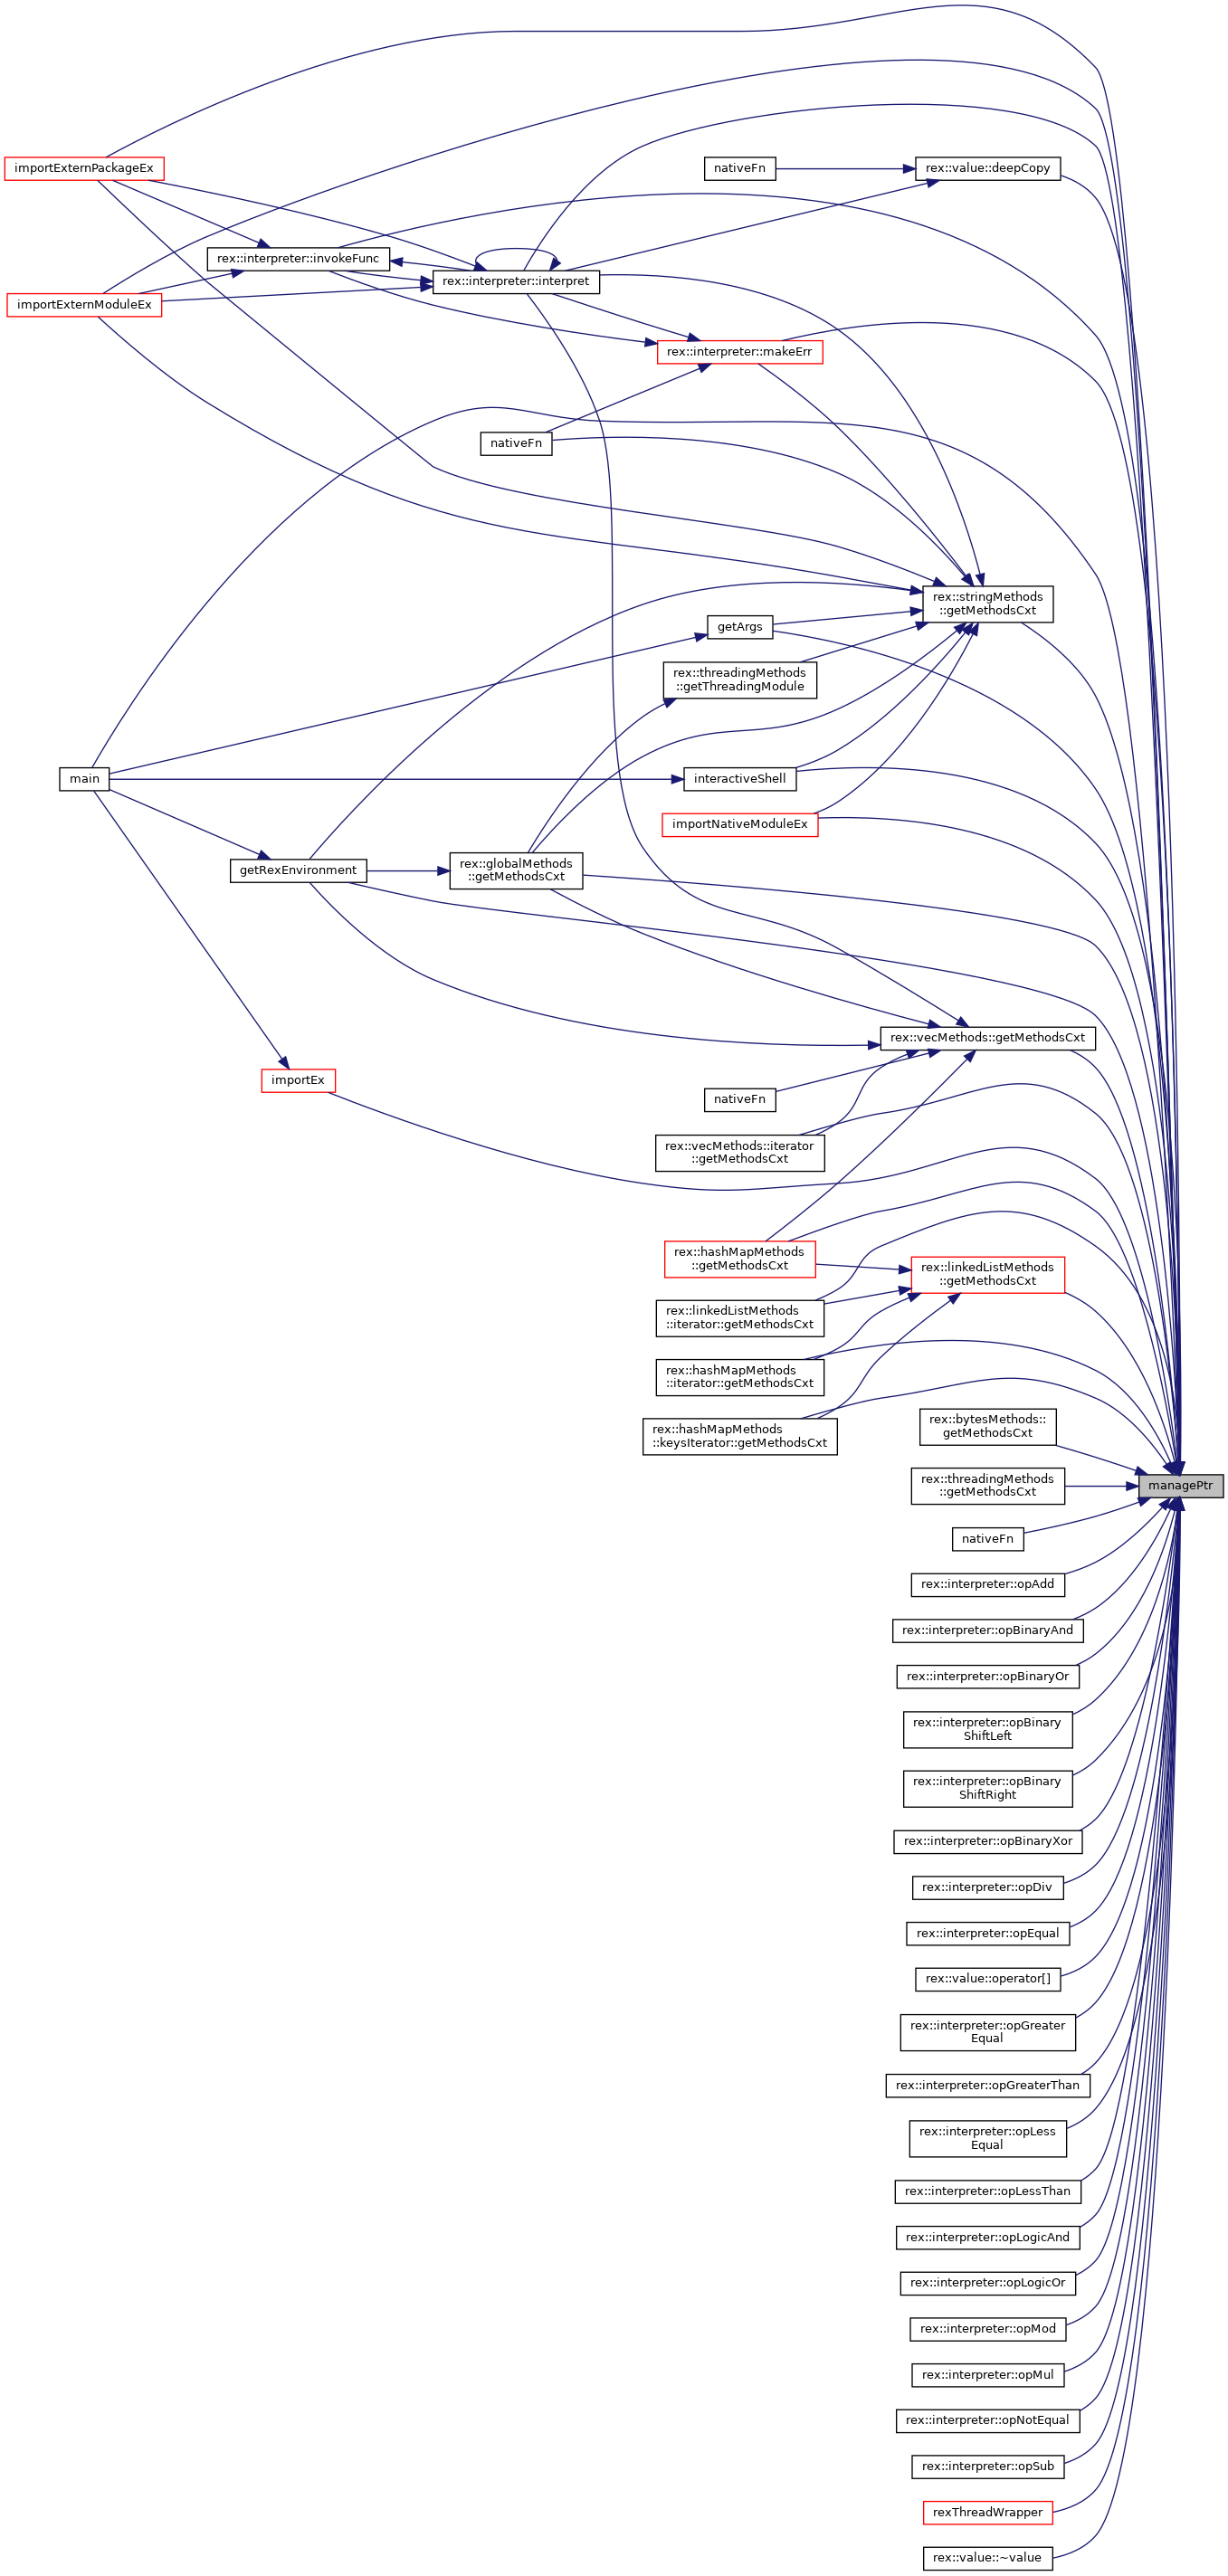 importExternPackageEx
nativeFn
rex::value::deepCopy
rex::interpreter::invokeFunc
rex::interpreter::interpret
importExternModuleEx
rex::interpreter::makeErr
nativeFn
rex::stringMethods
::getMethodsCxt
getArgs
rex::threadingMethods
::getThreadingModule
main
interactiveShell
importNativeModuleEx
getRexEnvironment
rex::globalMethods
::getMethodsCxt
rex::vecMethods::getMethodsCxt
importEx
nativeFn
rex::vecMethods::iterator
::getMethodsCxt
rex::hashMapMethods
::getMethodsCxt
rex::linkedListMethods
::getMethodsCxt
rex::linkedListMethods
::iterator::getMethodsCxt
rex::hashMapMethods
::iterator::getMethodsCxt
rex::hashMapMethods
::keysIterator::getMethodsCxt
rex::bytesMethods::
getMethodsCxt
rex::threadingMethods
::getMethodsCxt
managePtr
nativeFn
rex::interpreter::opAdd
rex::interpreter::opBinaryAnd
rex::interpreter::opBinaryOr
rex::interpreter::opBinary
ShiftLeft
rex::interpreter::opBinary
ShiftRight
rex::interpreter::opBinaryXor
rex::interpreter::opDiv
rex::interpreter::opEqual
rex::value::operator[]
rex::interpreter::opGreater
Equal
rex::interpreter::opGreaterThan
rex::interpreter::opLess
Equal
rex::interpreter::opLessThan
rex::interpreter::opLogicAnd
rex::interpreter::opLogicOr
rex::interpreter::opMod
rex::interpreter::opMul
rex::interpreter::opNotEqual
rex::interpreter::opSub
rexThreadWrapper
rex::value::~value